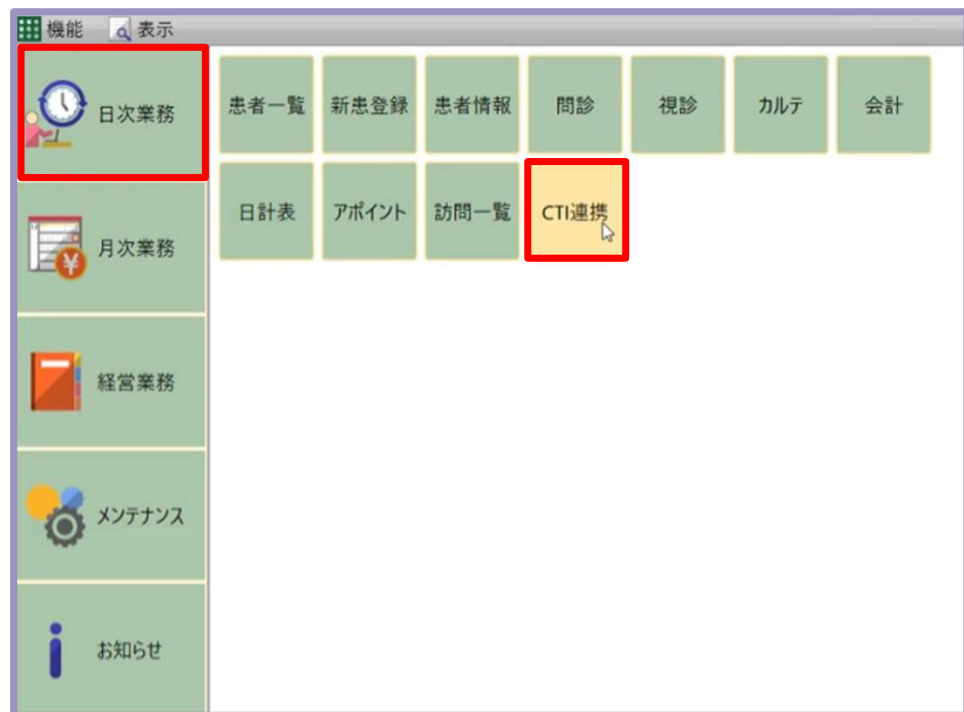 機能 表示
日次業務
患者一覧 新患登録 患者情報 問診 視診 カルテ 会計
日計表 アポイント 訪問一覧 CTI連携
月次業務
経営業務
メンテナンス
お知らせ